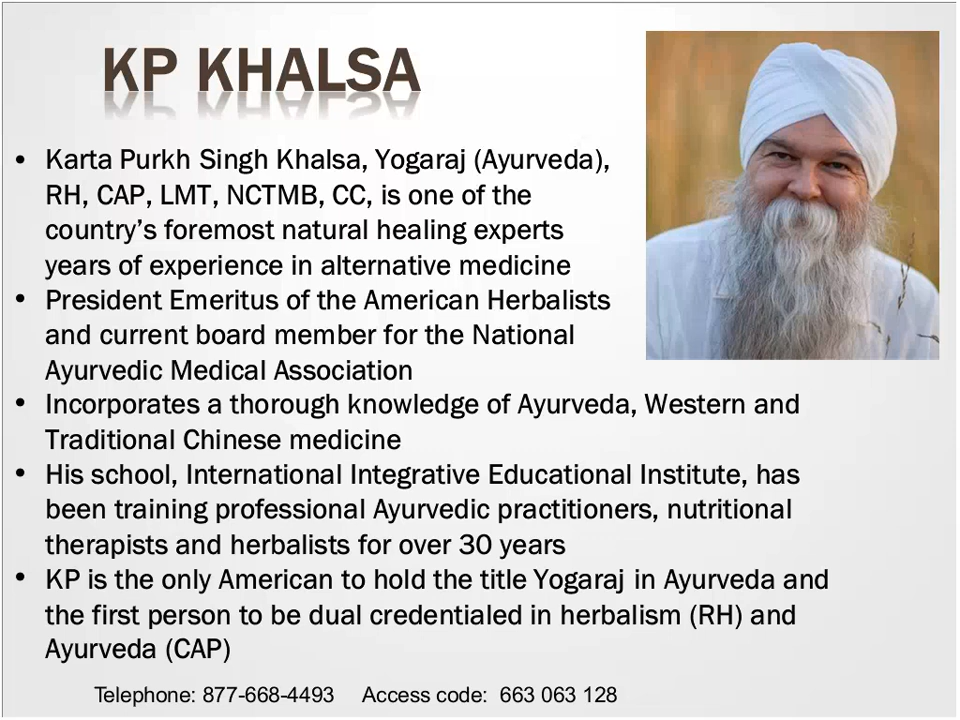 KP KHALSA
• Karta Purkh Singh Khalsa, Yogaraj (Ayurveda),
RH, CAP, LMT, NCTMB, CC, is one of the
country's foremost natural healing experts
years of experience in alternative medicine
• President Emeritus of the American Herbalists
and current board member for the National
Ayurvedic Medical Association
• Incorporates a thorough knowledge of Ayurveda, Western and
Traditional Chinese medicine
• His school, International Integrative Educational Institute, has
been training professional Ayurvedic practitioners, nutritional
therapists and herbalists for over 30 years
• KP is the only American to hold the title Yogaraj in Ayurveda and
the first person to be dual credentialed in herbalism (RH) and
Ayurveda (CAP)
Telephone: 877-668-4493 Access code: 663 063 128